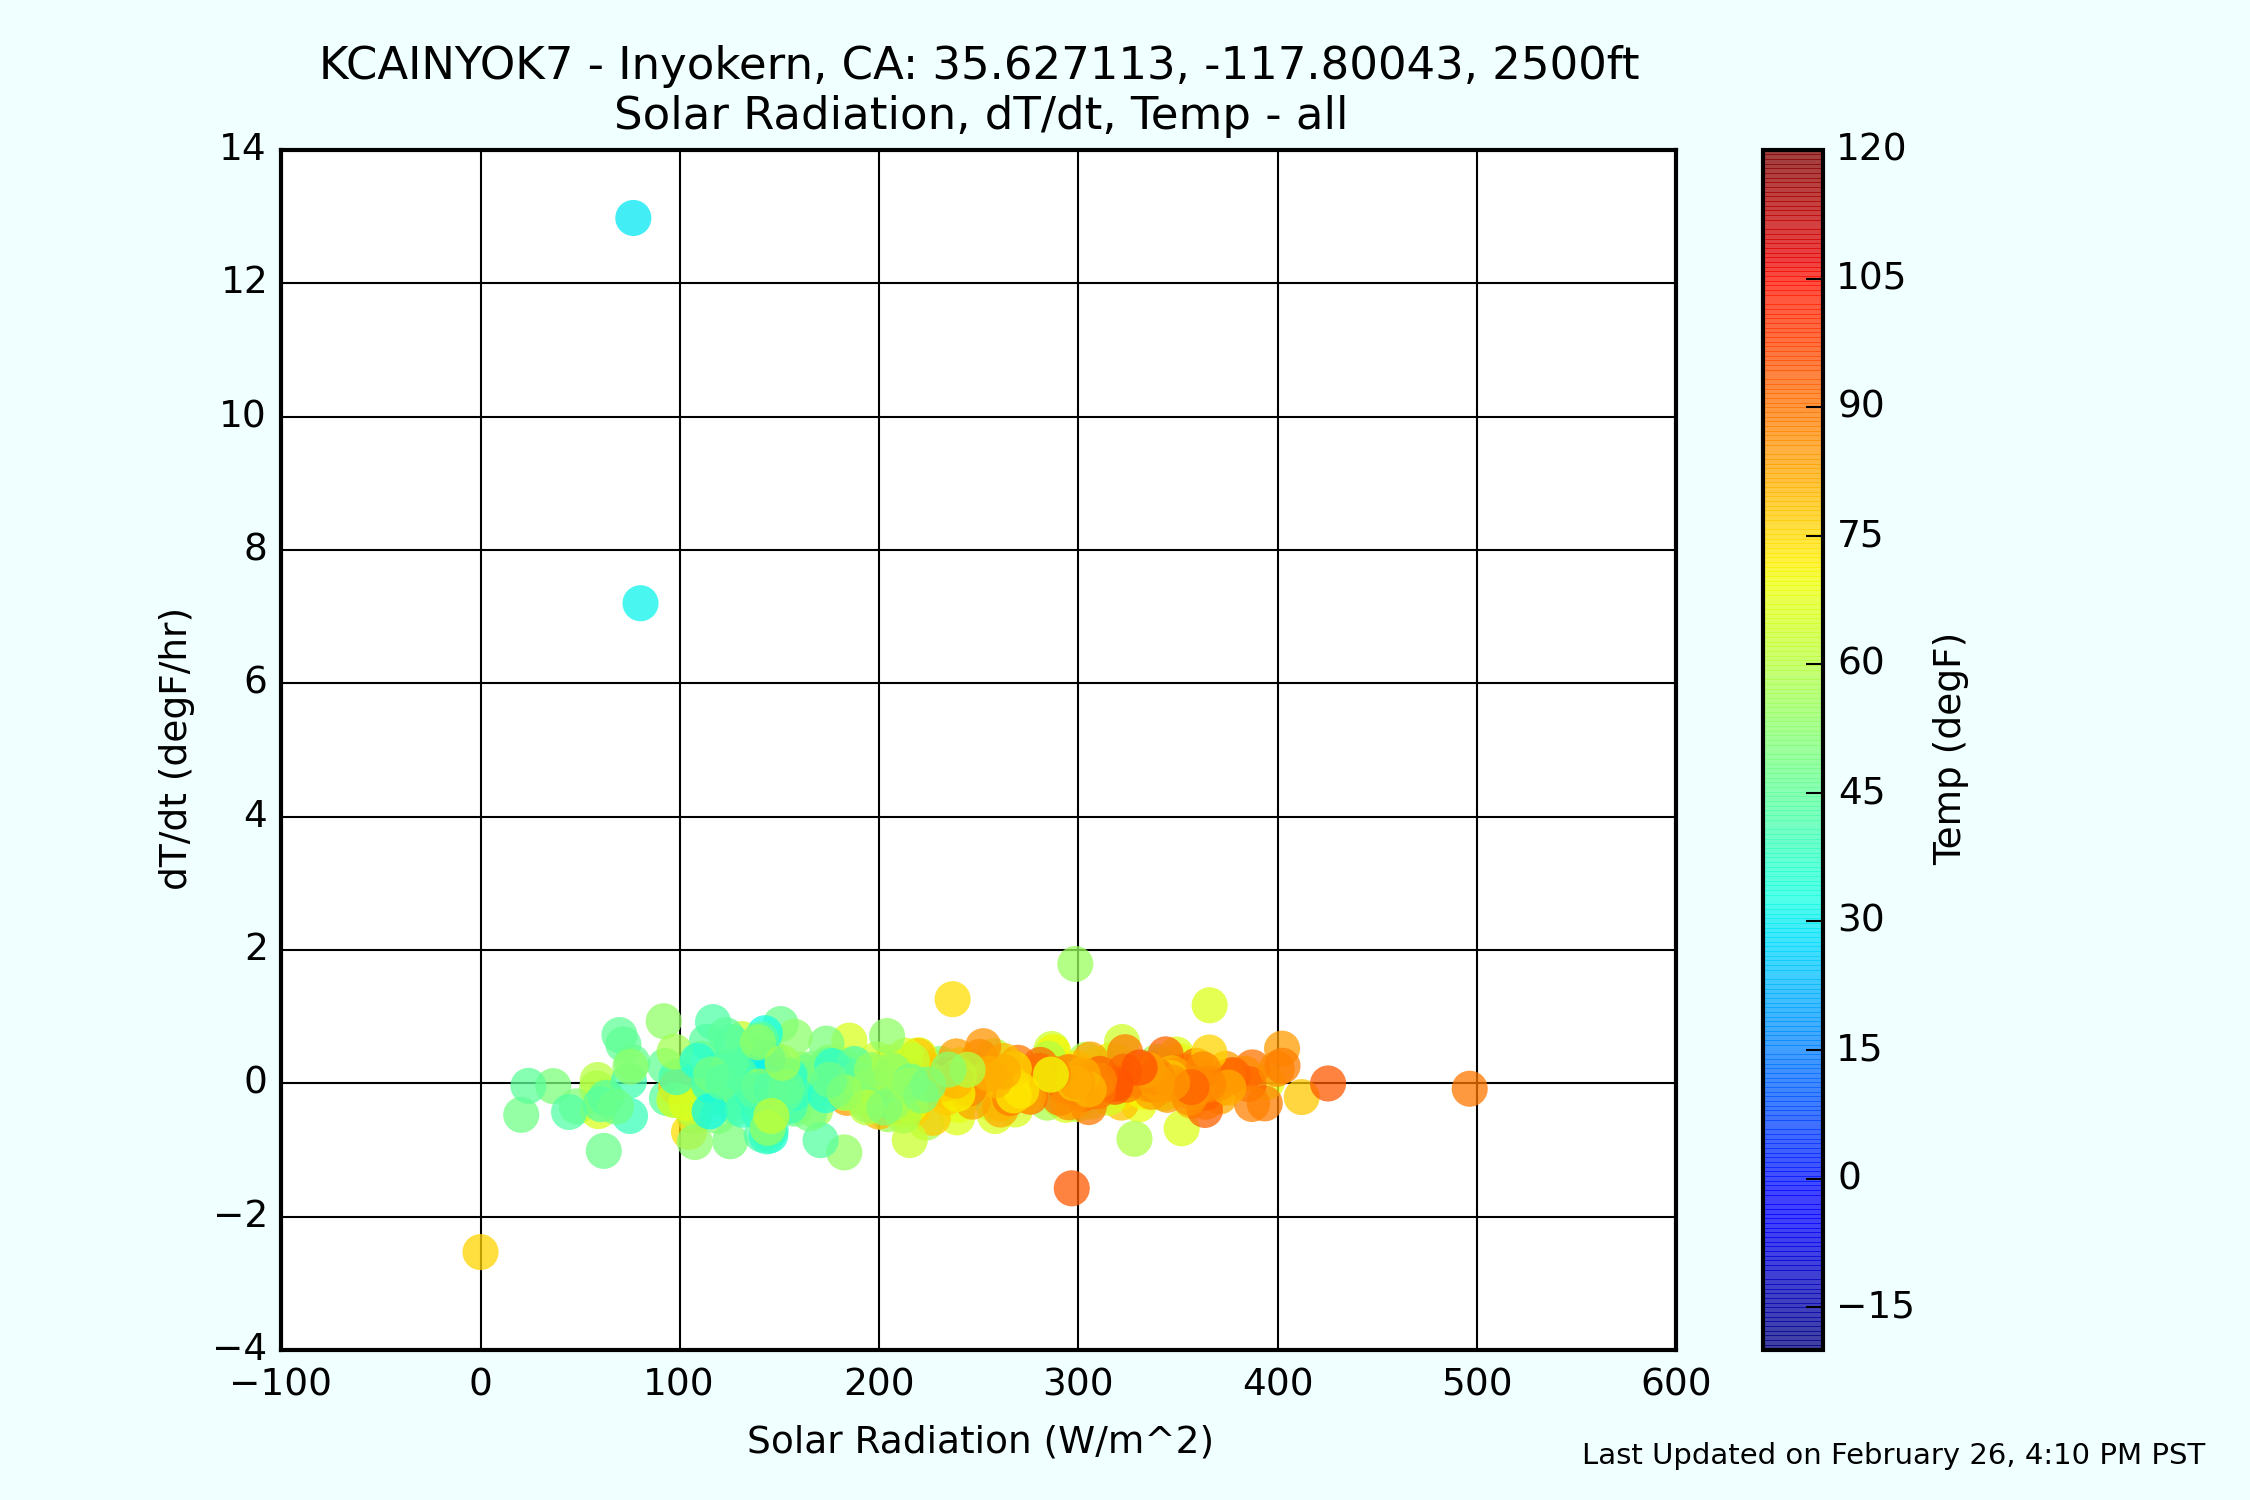 KCAINYOK7 - Inyokern, CA: 35.627113, -117.80043, 2500ft
Solar Radiation, dT/dt, Temp - all
14
12
10
8
6
4
2
0
−2
−4
dT/dt (degF/hr)
−100 0 100 200 300 400 500 600
Solar Radiation (W/m^2)
120
105
90
75
60
45
30
15
0
−15
Temp (degF)
Last Updated on February 26, 4:10 PM PST